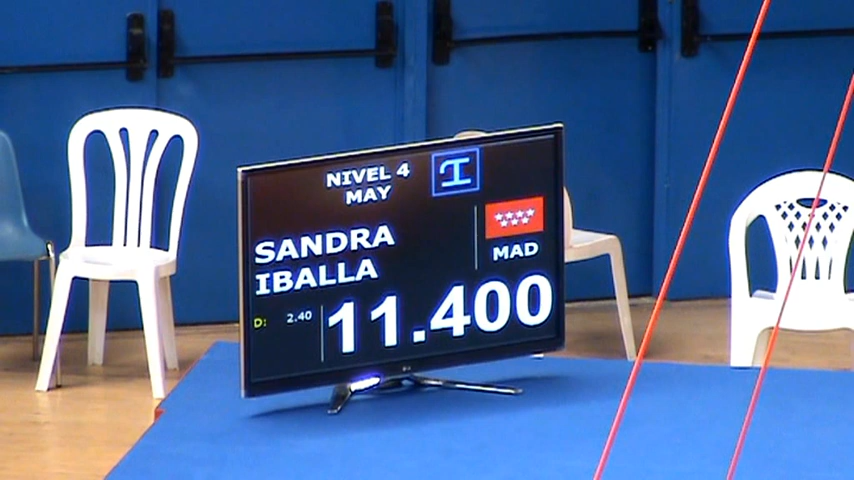 NIVEL 4
MAY
SANDRA
IBALLA
MAD
D: 2.40
11.400